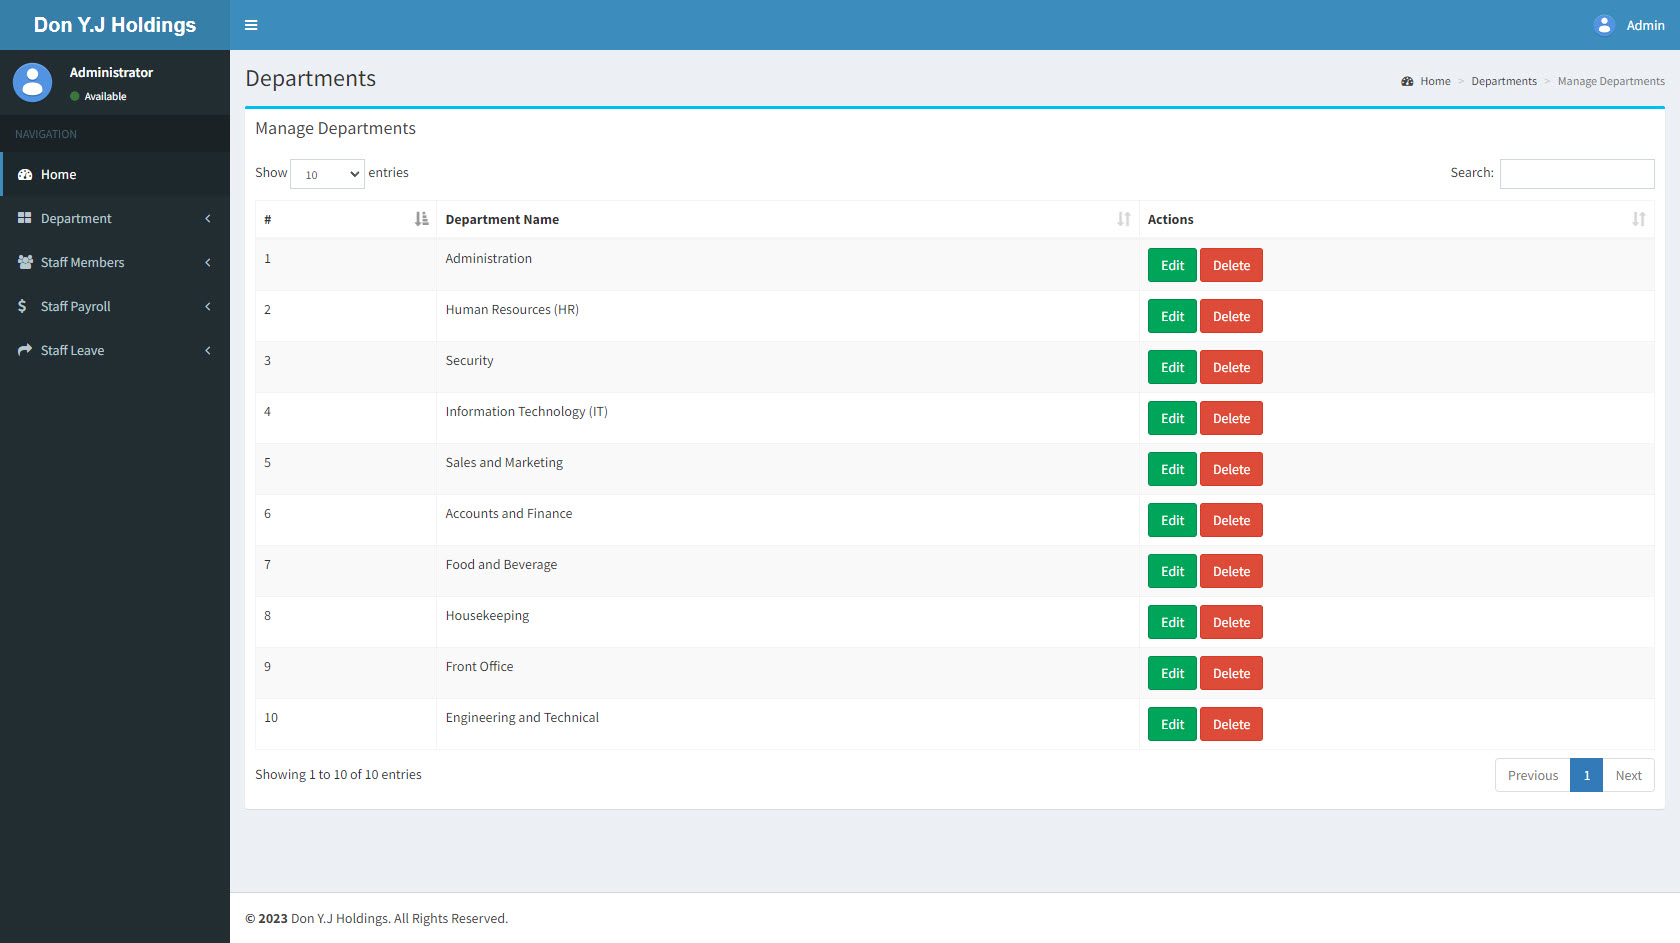 Don Y.J Holdings
Admin
Administrator
Available
NAVIGATION
Home
Department
Staff Members
Staff Payroll
Staff Leave
Departments
Home > Departments > Manage Departments
Manage Departments
Show 10 entries
Search:
# Department Name Actions
1 Administration Edit Delete
2 Human Resources (HR) Edit Delete
3 Security Edit Delete
4 Information Technology (IT) Edit Delete
5 Sales and Marketing Edit Delete
6 Accounts and Finance Edit Delete
7 Food and Beverage Edit Delete
8 Housekeeping Edit Delete
9 Front Office Edit Delete
10 Engineering and Technical Edit Delete
Showing 1 to 10 of 10 entries
Previous 1 Next
© 2023 Don Y.J Holdings. All Rights Reserved.